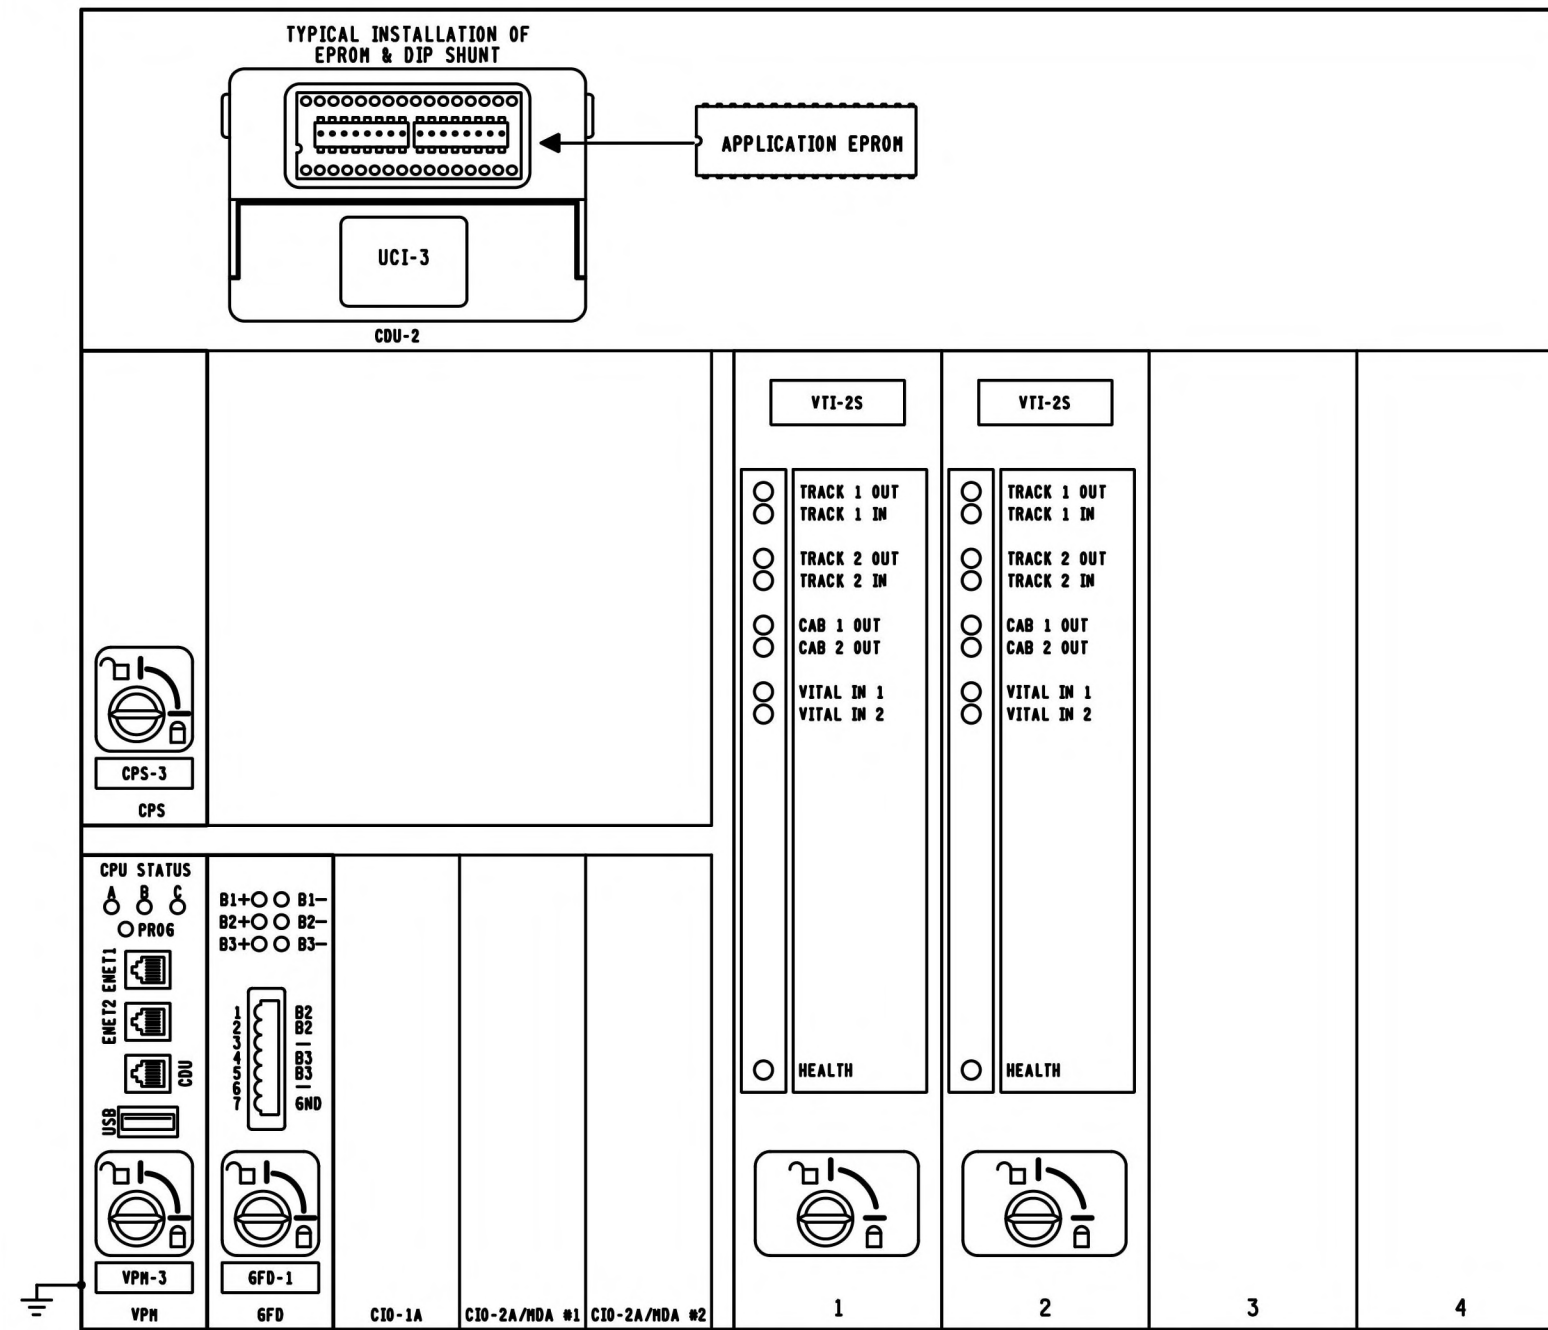 TYPICAL INSTALLATION OF
EPROM & DIP SHUNT
APPLICATION EPROM
UCI-3
CDU-2
CPS-3
CPS
CPU STATUS
A B C
PROG
ENET1
ENET2
CDU
USB
VPM-3
VPM
B1+ B1-
B2+ B2-
B3+ B3-
1 B2
2 B2
3 -
4 B3
5 B3
6 -
7 GND
GFD-1
GFD
CIO-1A
CIO-2A/MDA #1
CIO-2A/MDA #2
VTI-2S
TRACK 1 OUT
TRACK 1 IN
TRACK 2 OUT
TRACK 2 IN
CAB 1 OUT
CAB 2 OUT
VITAL IN 1
VITAL IN 2
HEALTH
1
VTI-2S
TRACK 1 OUT
TRACK 1 IN
TRACK 2 OUT
TRACK 2 IN
CAB 1 OUT
CAB 2 OUT
VITAL IN 1
VITAL IN 2
HEALTH
2
3
4